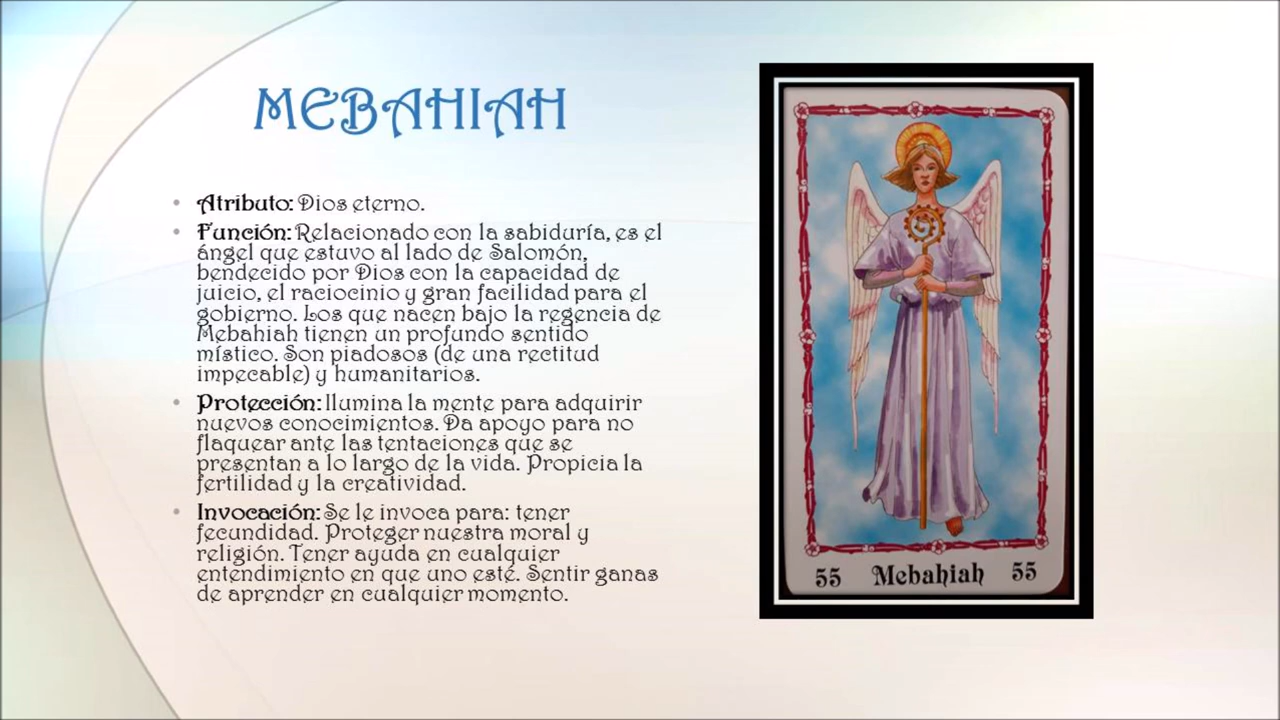 MEBAHIAH
• Atributo: Dios eterno.
• Función: Relacionado con la sabiduría, es el
ángel que estuvo al lado de Salomón,
bendecido por Dios con la capacidad de
juicio, el raciocinio y gran facilidad para el
gobierno. Los que nacen bajo la regencia de
Mebahiah tienen un profundo sentido
místico. Son piadosos (de una rectitud
impecable) y humanitarios.
• Protección: Ilumina la mente para adquirir
nuevos conocimientos. Da apoyo para no
flaquear ante las tentaciones que se
presentan a lo largo de la vida. Propicia la
fertilidad y la creatividad.
• Invocación: Se le invoca para: tener
fecundidad. Proteger nuestra moral y
religión. Tener ayuda en cualquier
entendimiento en que uno esté. Sentir ganas
de aprender en cualquier momento.
55 Mebahiah 55